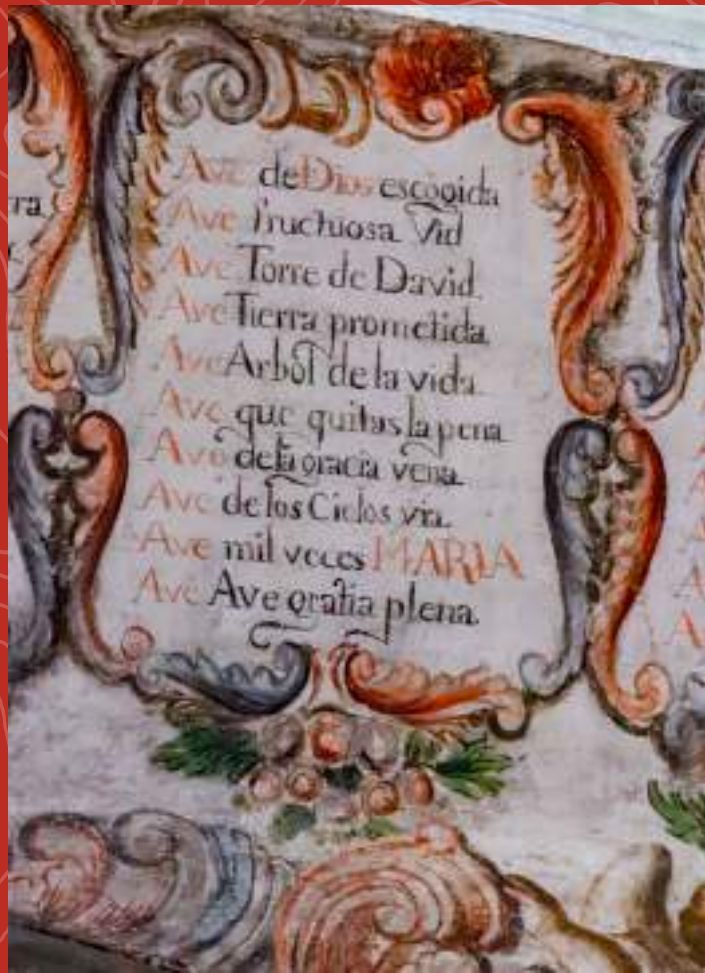 Ave de Dios escogida
Ave fructuosa Vid
Ave Torre de David
Ave Tierra prometida
Ave Arbol de la vida
Ave que quitas la pena
Ave de la gracia vena
Ave de los Cielos via
Ave mil veces MARIA
Ave Ave gratia plena